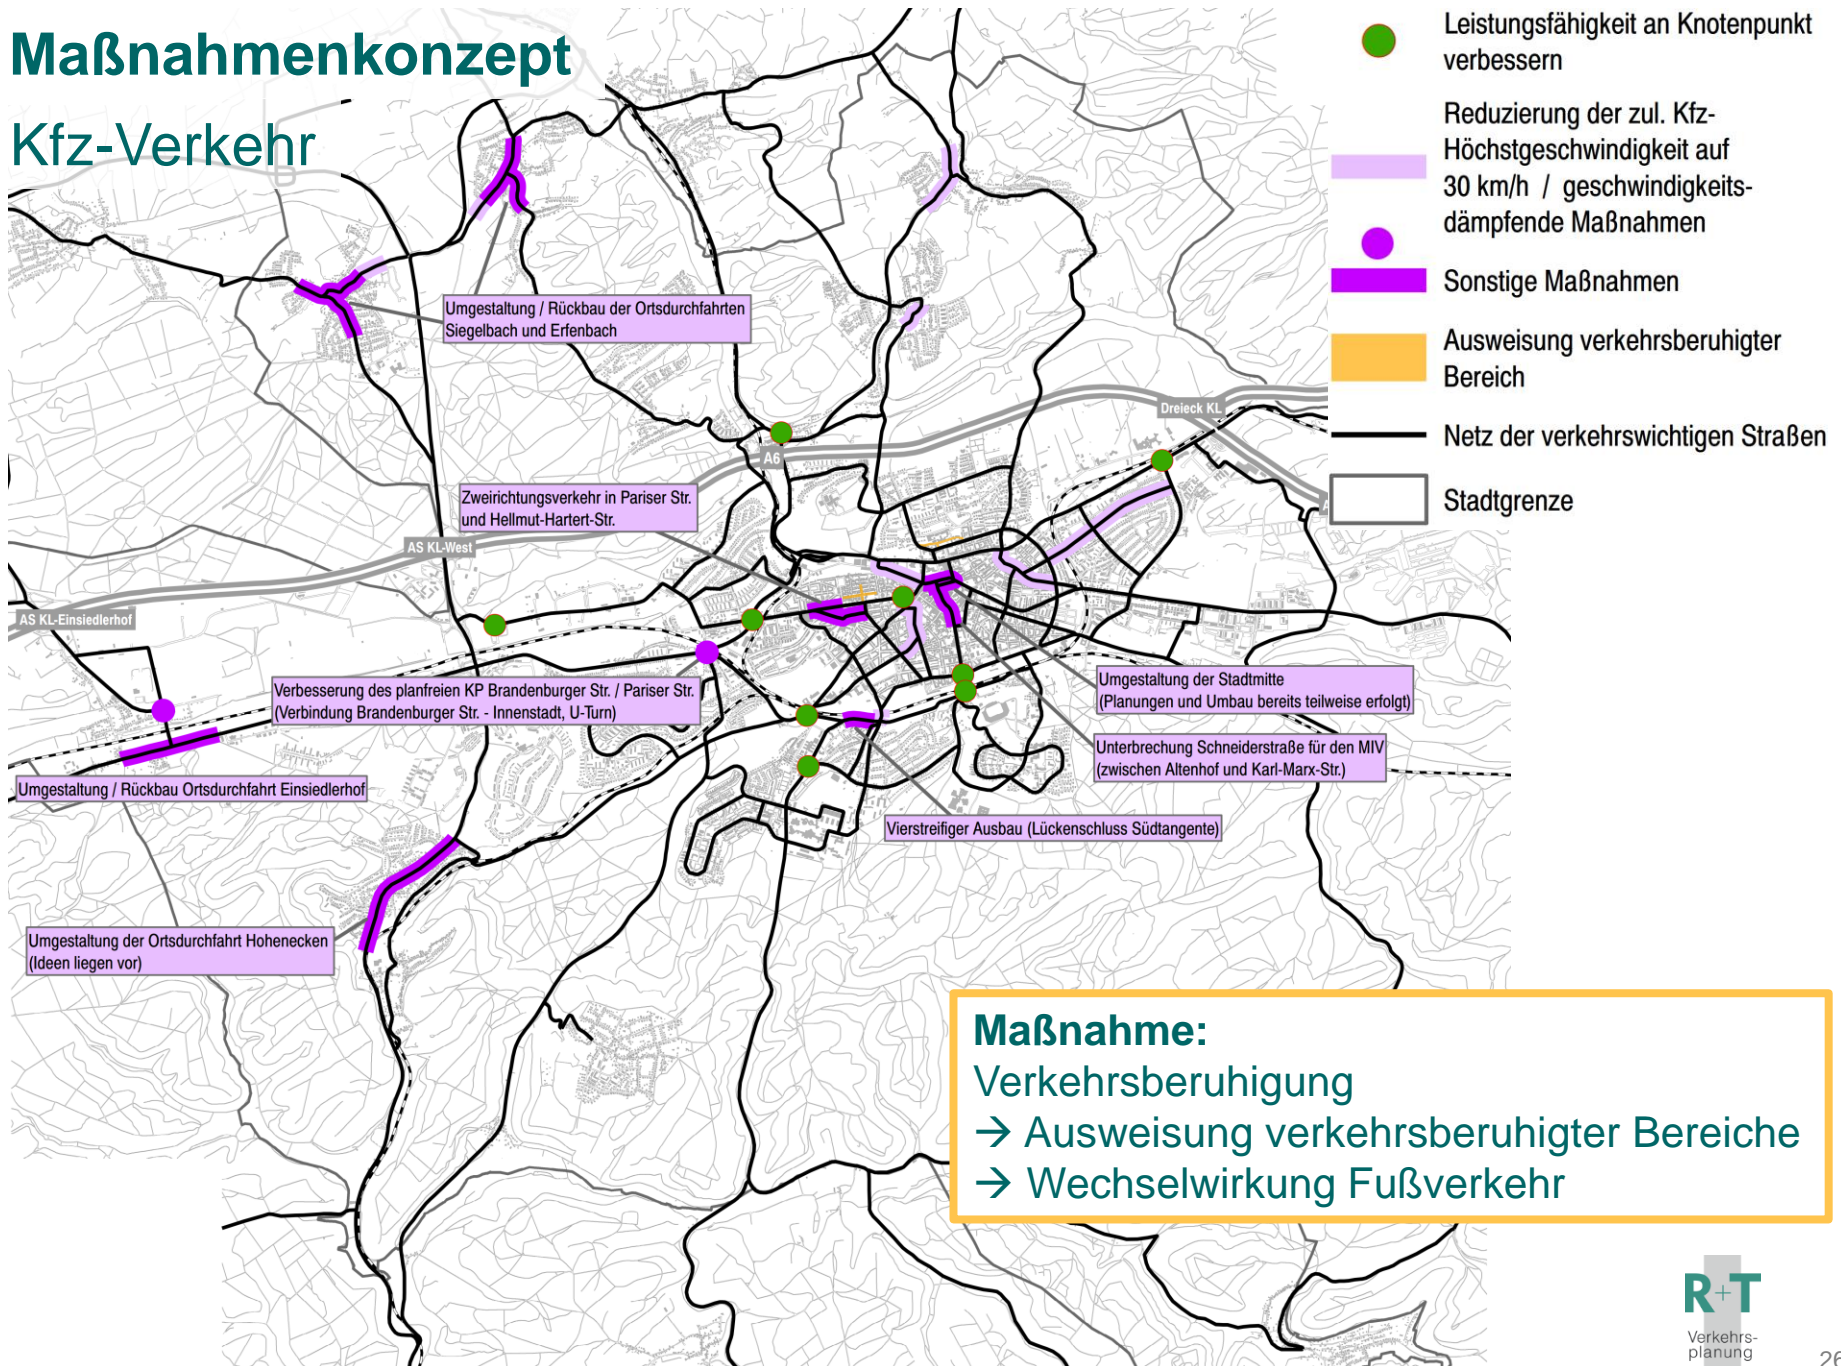 Maßnahmenkonzept
Kfz-Verkehr
Leistungsfähigkeit an Knotenpunkt
verbessern
Reduzierung der zul. Kfz-
Höchstgeschwindigkeit auf
30 km/h / geschwindigkeits-
dämpfende Maßnahmen
Sonstige Maßnahmen
Ausweisung verkehrsberuhigter
Bereich
Netz der verkehrswichtigen Straßen
Stadtgrenze
Umgestaltung / Rückbau der Ortsdurchfahrten
Siegelbach und Erfenbach
Dreieck KL
A6
Zweirichtungsverkehr in Pariser Str.
und Hellmut-Hartert-Str.
AS KL-West
AS KL-Einsiedlerhof
Verbesserung des planfreien KP Brandenburger Str. / Pariser Str.
(Verbindung Brandenburger Str. - Innenstadt, U-Turn)
Umgestaltung der Stadtmitte
(Planungen und Umbau bereits teilweise erfolgt)
Unterbrechung Schneiderstraße für den MIV
(zwischen Altenhof und Karl-Marx-Str.)
Umgestaltung / Rückbau Ortsdurchfahrt Einsiedlerhof
Vierstreifiger Ausbau (Lückenschluss Südtangente)
Umgestaltung der Ortsdurchfahrt Hohenecken
(Ideen liegen vor)
Maßnahme:
Verkehrsberuhigung
→ Ausweisung verkehrsberuhigter Bereiche
→ Wechselwirkung Fußverkehr
R+T
Verkehrs-
planung
26